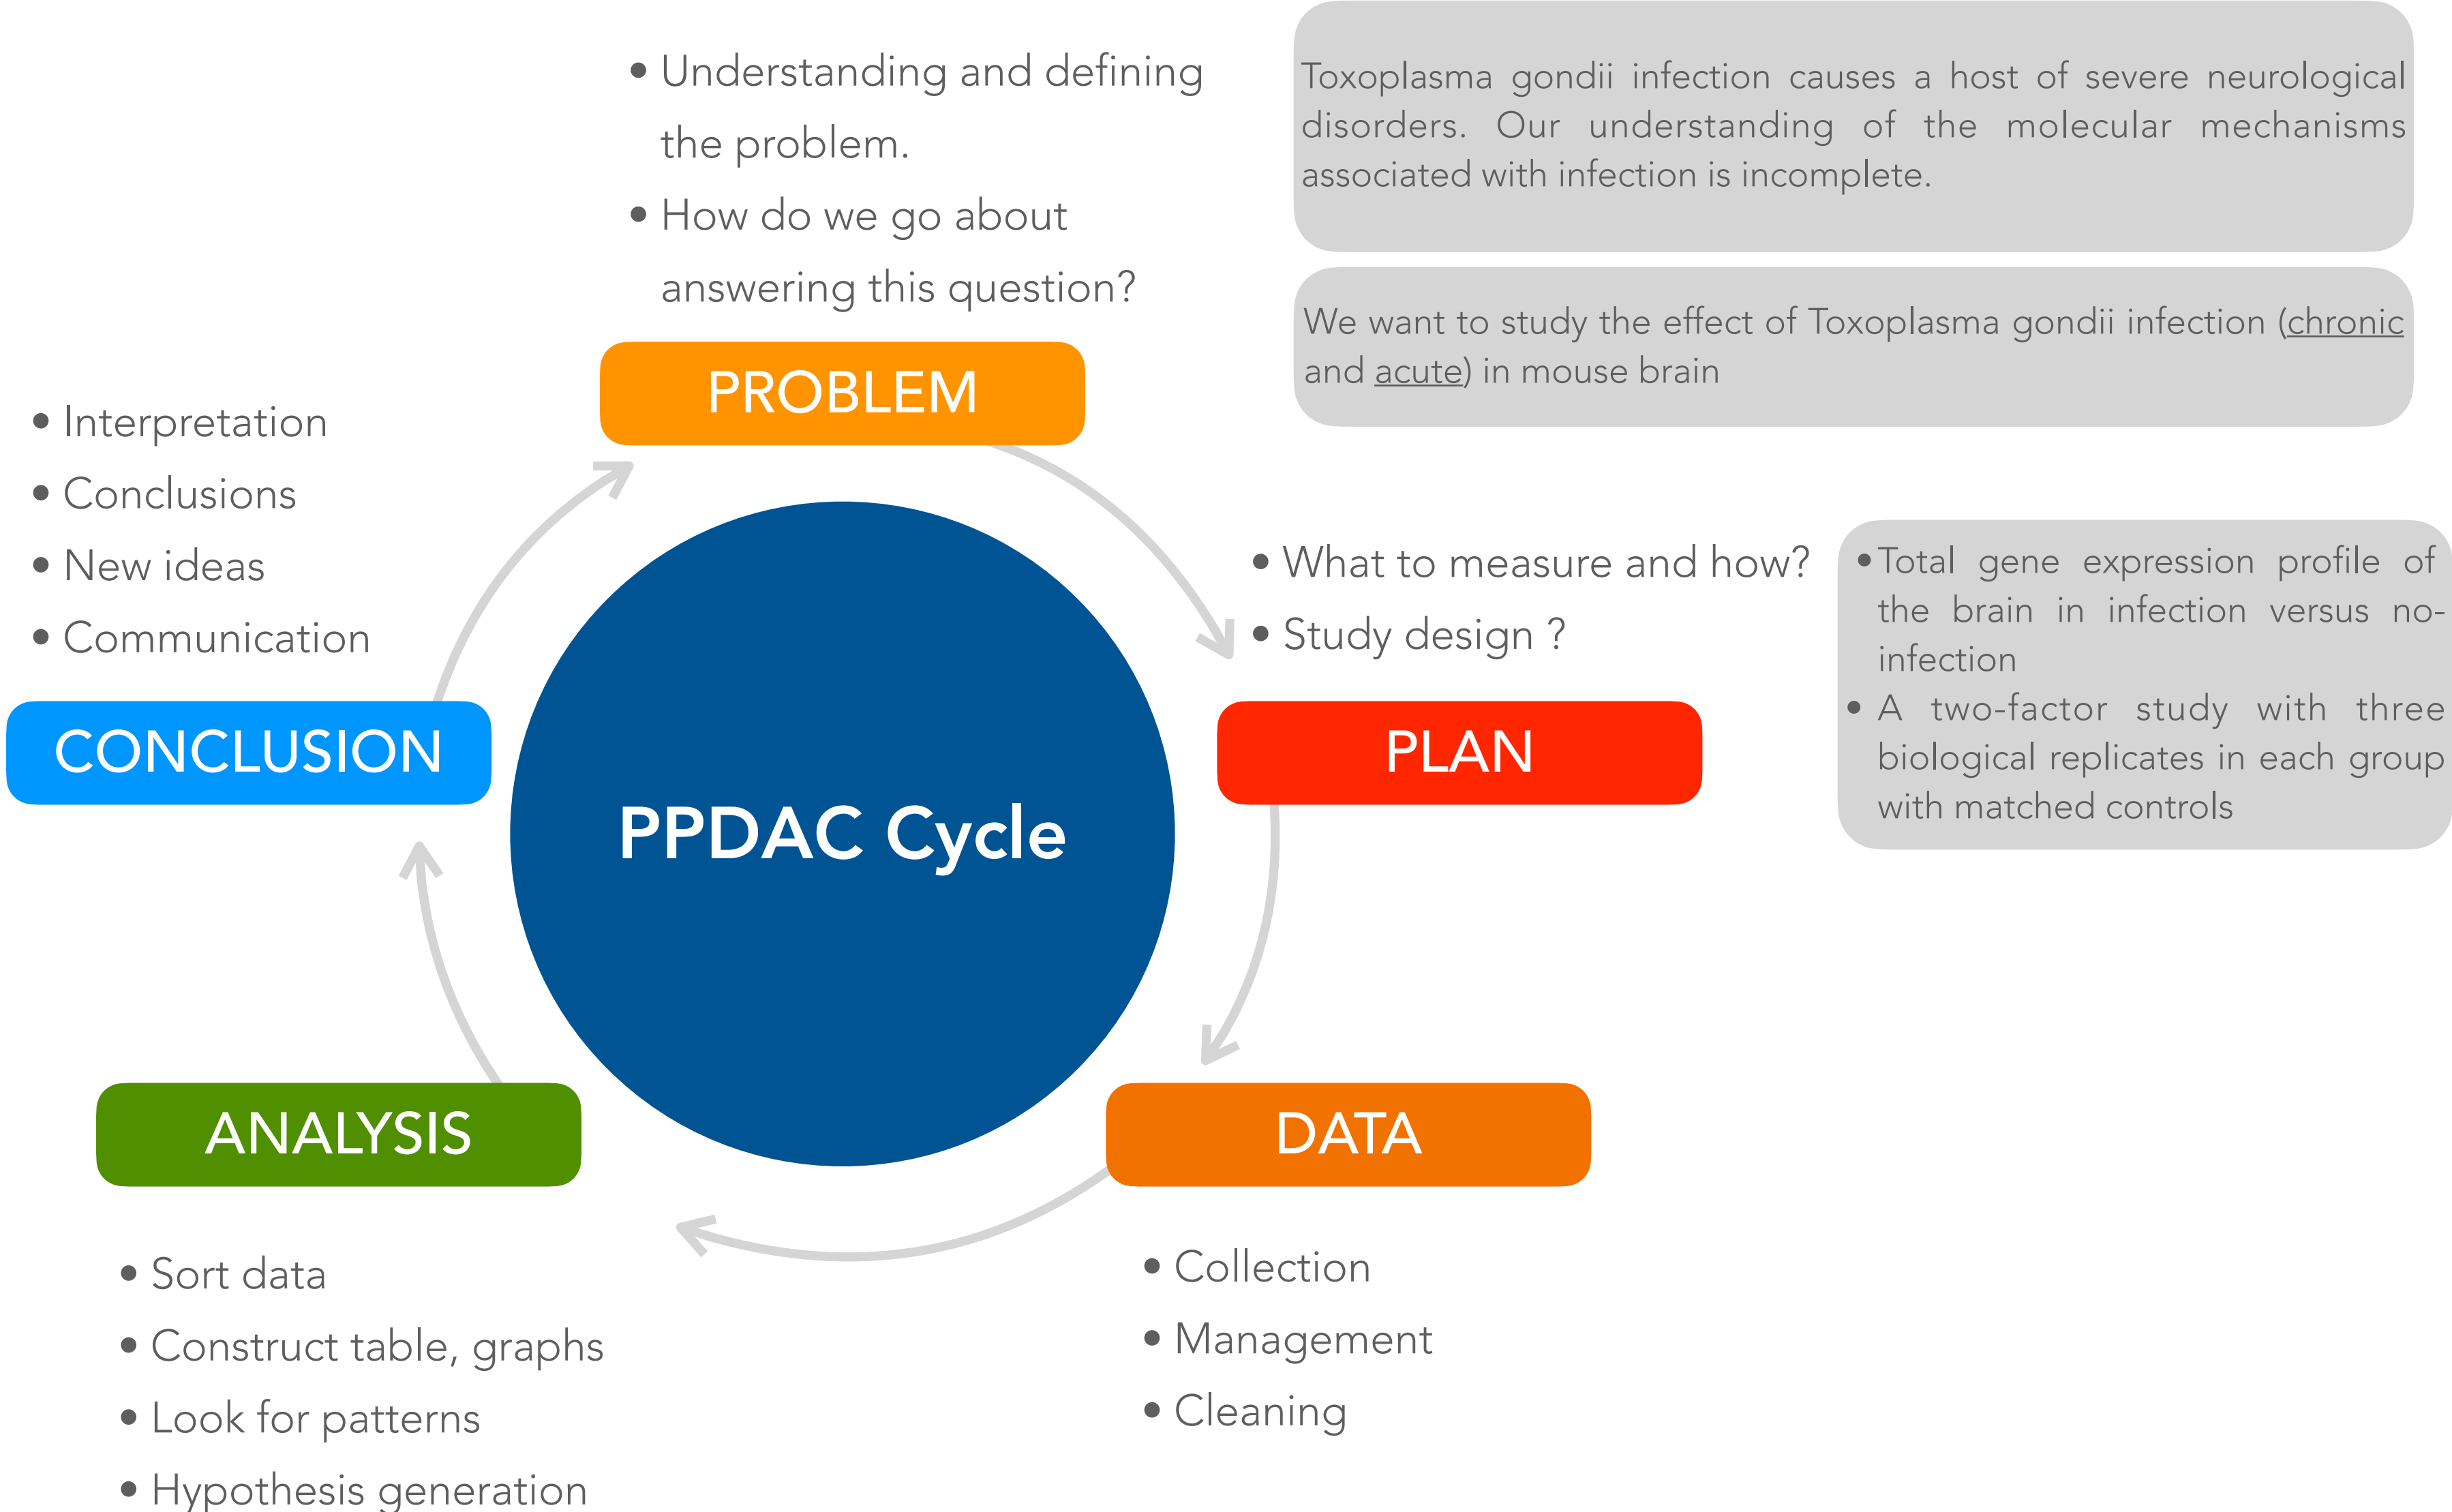 • Understanding and defining
the problem.
• How do we go about
answering this question?
PROBLEM
Toxoplasma gondii infection causes a host of severe neurological
disorders. Our understanding of the molecular mechanisms
associated with infection is incomplete.
We want to study the effect of Toxoplasma gondii infection (chronic
and acute) in mouse brain
• What to measure and how?
• Study design ?
PLAN
• Total gene expression profile of
the brain in infection versus no-
infection
• A two-factor study with three
biological replicates in each group
with matched controls
• Interpretation
• Conclusions
• New ideas
• Communication
CONCLUSION
PPDAC Cycle
ANALYSIS
• Sort data
• Construct table, graphs
• Look for patterns
• Hypothesis generation
DATA
• Collection
• Management
• Cleaning